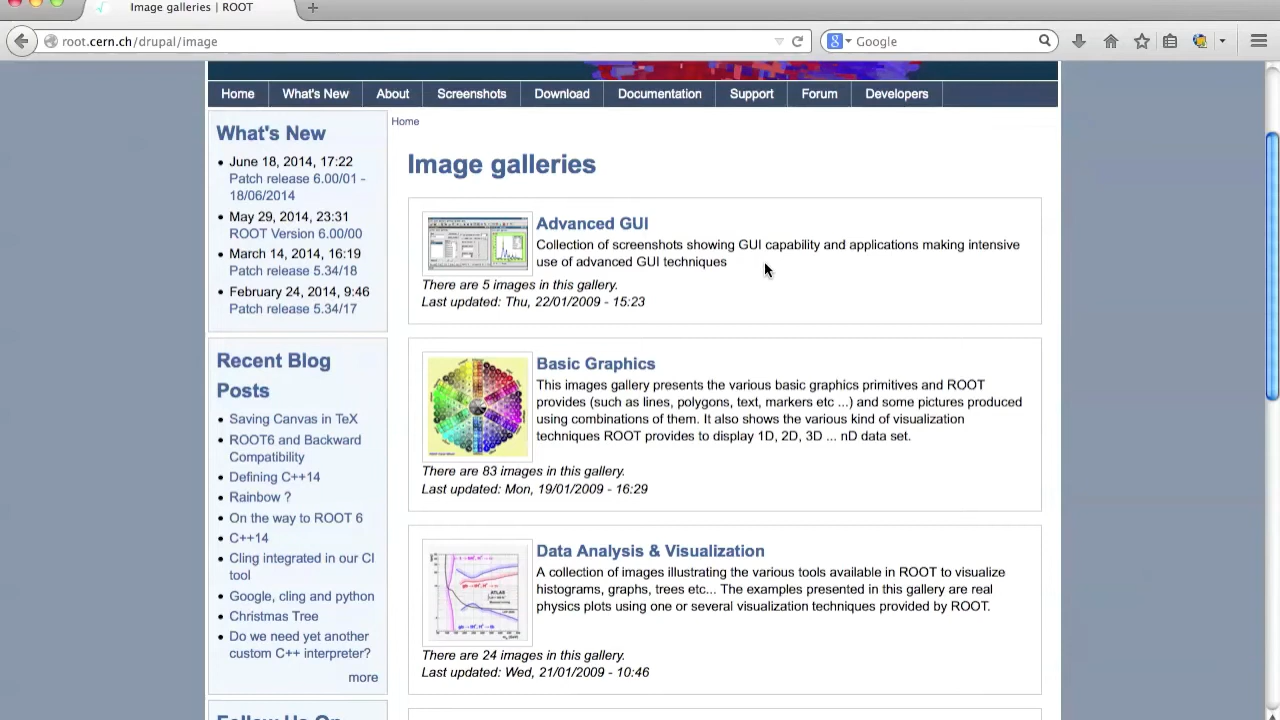 Image galleries | ROOT
root.cern.ch/drupal/image
Google
Home What's New About Screenshots Download Documentation Support Forum Developers
What's New
June 18, 2014, 17:22
Patch release 6.00/01 -
18/06/2014
May 29, 2014, 23:31
ROOT Version 6.00/00
March 14, 2014, 16:19
Patch release 5.34/18
February 24, 2014, 9:46
Patch release 5.34/17
Recent Blog
Posts
Saving Canvas in TeX
ROOT6 and Backward
Compatibility
Defining C++14
Rainbow ?
On the way to ROOT 6
C++14
Cling integrated in our CI
tool
Google, cling and python
Christmas Tree
Do we need yet another
custom C++ interpreter?
more
Home
Image galleries
Advanced GUI
Collection of screenshots showing GUI capability and applications making intensive
use of advanced GUI techniques
There are 5 images in this gallery.
Last updated: Thu, 22/01/2009 - 15:23
Basic Graphics
This images gallery presents the various basic graphics primitives and ROOT
provides (such as lines, polygons, text, markers etc ...) and some pictures produced
using combinations of them. It also shows the various kind of visualization
techniques ROOT provides to display 1D, 2D, 3D ... nD data set.
There are 83 images in this gallery.
Last updated: Mon, 19/01/2009 - 16:29
Data Analysis & Visualization
A collection of images illustrating the various tools available in ROOT to visualize
histograms, graphs, trees etc... The examples presented in this gallery are real
physics plots using one or several visualization techniques provided by ROOT.
ATLAS
There are 24 images in this gallery.
Last updated: Wed, 21/01/2009 - 10:46